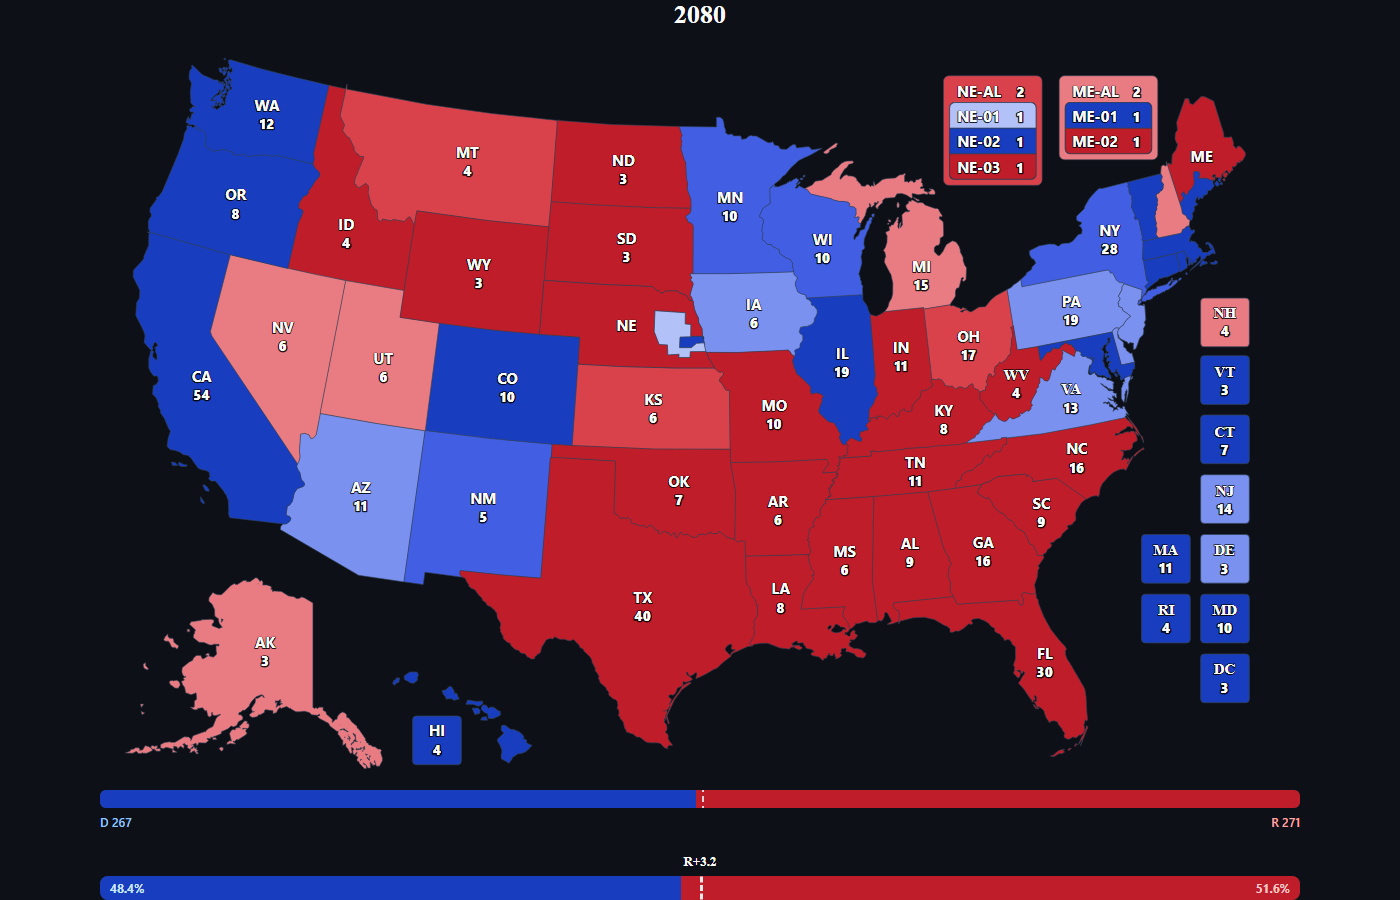 2080
WA
12
OR
8
CA
54
NV
6
ID
4
MT
4
WY
3
UT
6
AZ
11
CO
10
NM
5
ND
3
SD
3
NE
KS
6
OK
7
TX
40
MN
10
IA
6
MO
10
AR
6
LA
8
WI
10
IL
19
MI
15
IN
11
OH
17
KY
8
TN
11
MS
6
AL
9
GA
16
FL
30
SC
9
NC
16
WV
4
VA
13
PA
19
NY
28
ME
AK
3
HI
4
NE-AL 2
NE-01 1
NE-02 1
NE-03 1
ME-AL 2
ME-01 1
ME-02 1
NH
4
VT
3
CT
7
NJ
14
MA
11
DE
3
RI
4
MD
10
DC
3
D 267
R 271
R+3.2
48.4%
51.6%